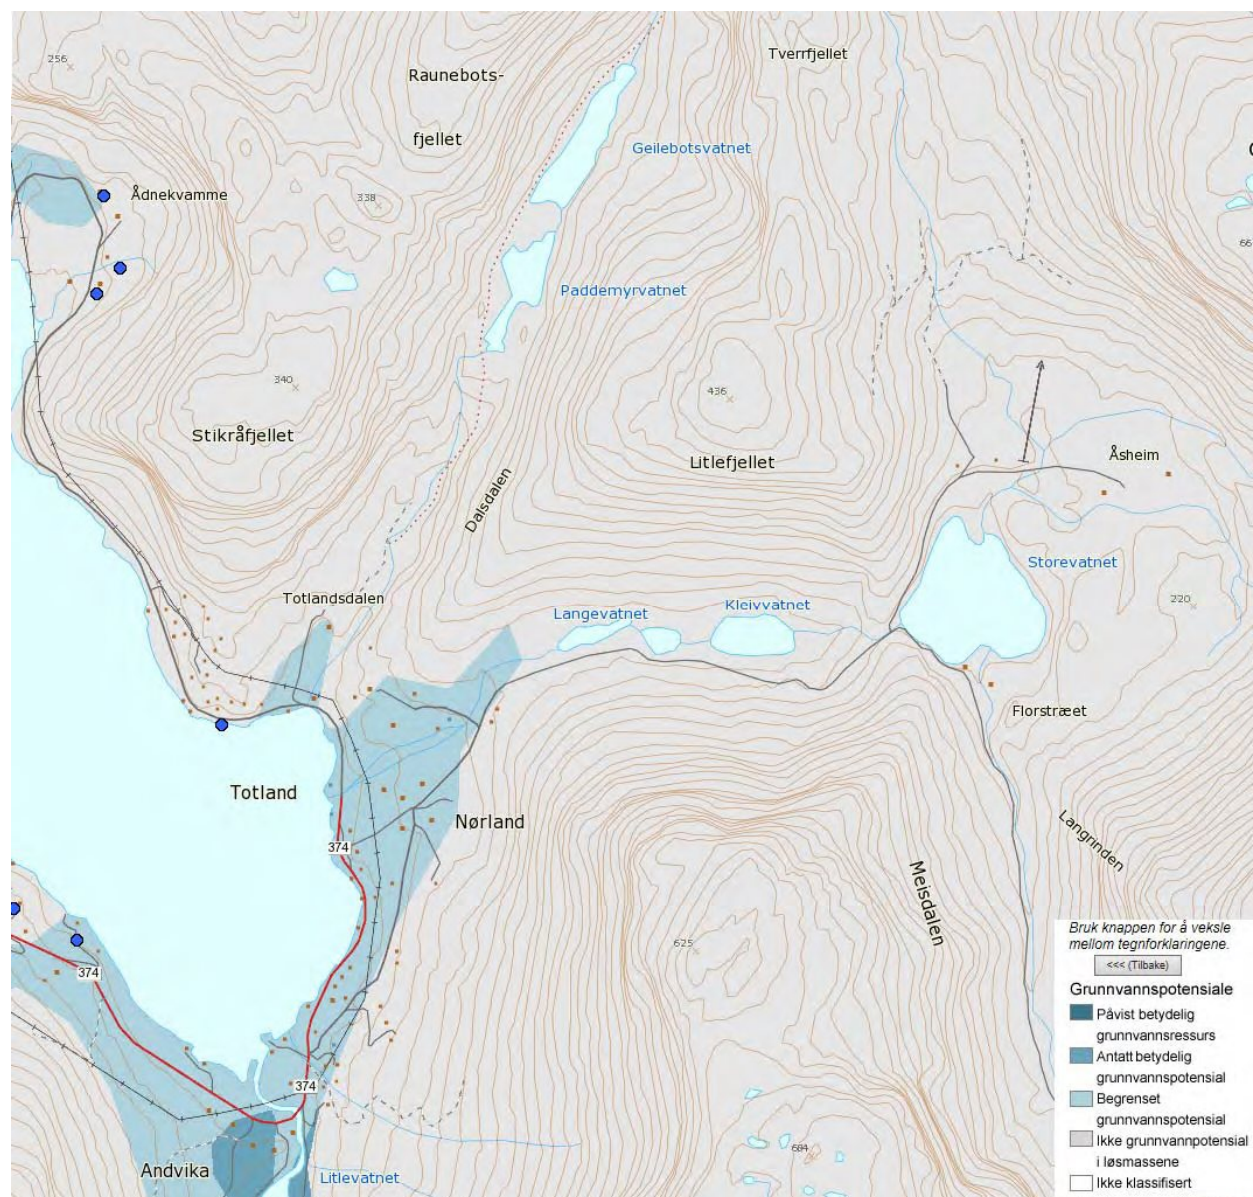 256
Raunebots-
fjellet
Tverrfjellet
Geilebotsvatnet
Ådnekvamme
338
66
Paddemyrvatnet
340
436
Stikråfjellet
Litlefjellet
Dalsdalen
Åsheim
Storevatnet
Totlandsdalen
Langevatnet
Kleivvatnet
220
Florstræet
Totland
Nørland
374
Langrinden
Meisdalen
625
374
374
684
Andvika
Litlevatnet
Bruk knappen for å veksle
mellom tegnforklaringene.
<<< (Tilbake)
Grunnvannspotensiale
Påvist betydelig
grunnvannsressurs
Antatt betydelig
grunnvannspotensial
Begrenset
grunnvannspotensial
Ikke grunnvannpotensial
i løsmassene
Ikke klassifisert